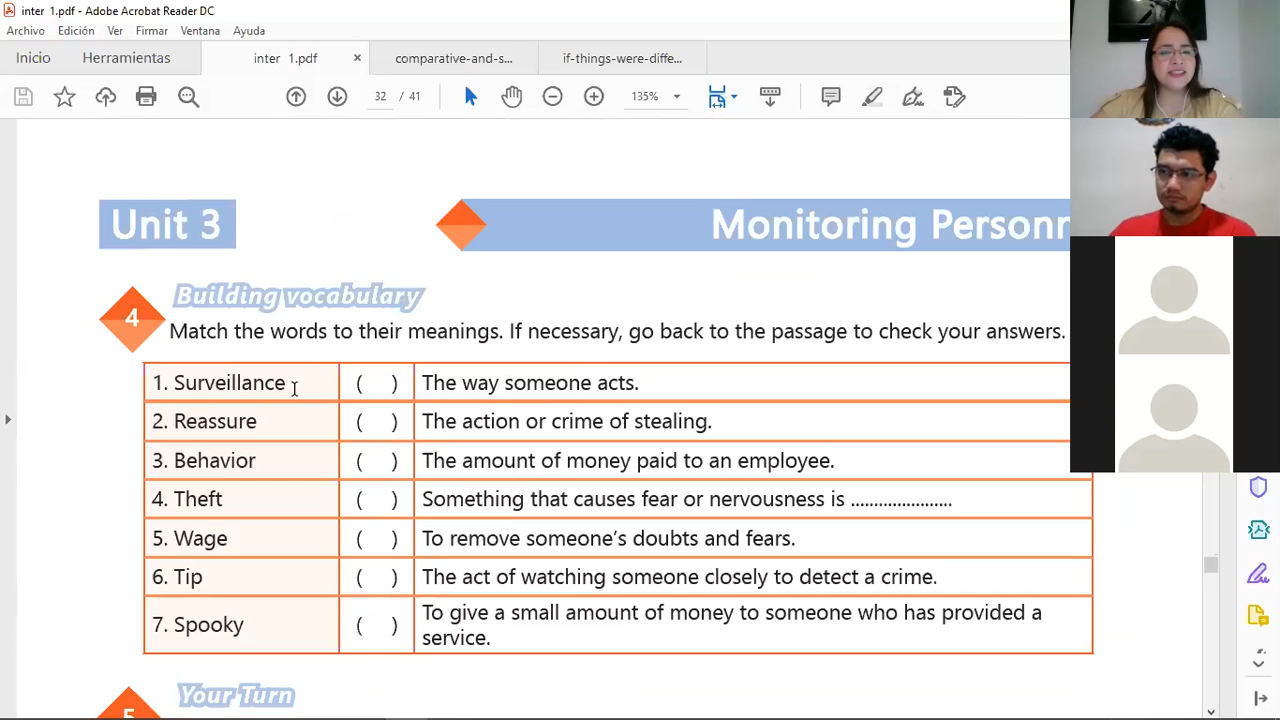 inter 1.pdf - Adobe Acrobat Reader DC
Archivo Edición Ver Firmar Ventana Ayuda
Inicio Herramientas inter 1.pdf × comparative-and-s... if-things-were-diffe...
32 / 41 135%
Unit 3 Monitoring Personn
Building vocabulary
4 Match the words to their meanings. If necessary, go back to the passage to check your answers.
1. Surveillance ( ) The way someone acts.
2. Reassure ( ) The action or crime of stealing.
3. Behavior ( ) The amount of money paid to an employee.
4. Theft ( ) Something that causes fear or nervousness is ......................
5. Wage ( ) To remove someone's doubts and fears.
6. Tip ( ) The act of watching someone closely to detect a crime.
7. Spooky ( ) To give a small amount of money to someone who has provided a
service.
5 Your Turn